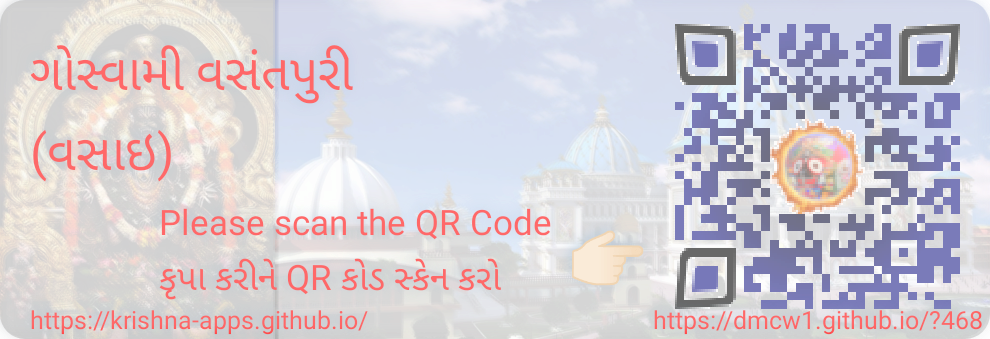 ગોસ્વામી વસંતપુરી
(વસાઇ)
Please scan the QR Code
કૃપા કરીને QR કોડ સ્કેન કરો
https://krishna-apps.github.io/
https://dmcw1.github.io/?468